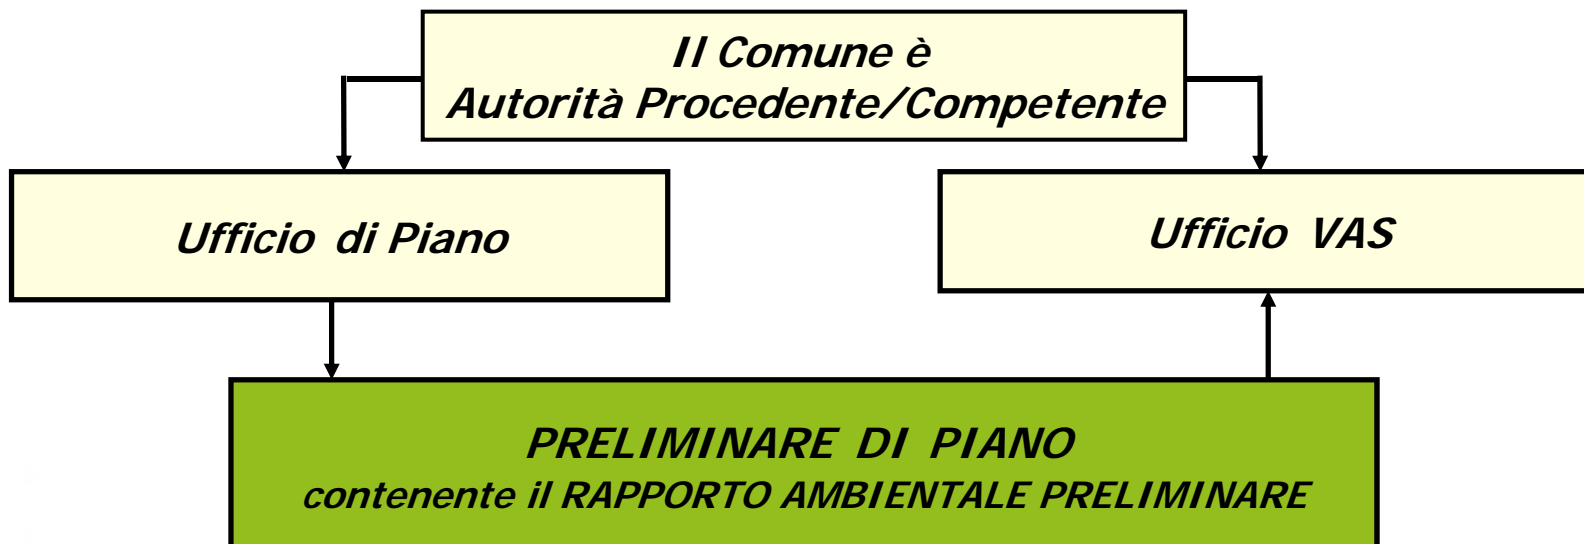 Il Comune è
Autorità Procedente/Competente
Ufficio di Piano
Ufficio VAS
PRELIMINARE DI PIANO
contenente il RAPPORTO AMBIENTALE PRELIMINARE